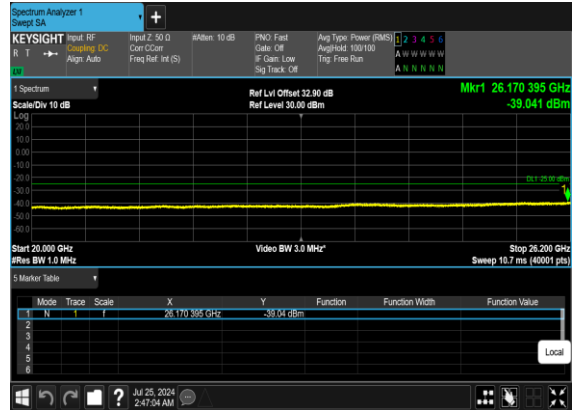 Spectrum Analyzer 1
Swept SA
+
KEYSIGHT Input: RF Input Z: 50 Ω #Atten: 10 dB PNO: Fast Avg Type: Power (RMS) 1 2 3 4 5 6
R T Coupling: DC Corr CCorr Gate: Off Avg|Hold: 100/100 A W W W W W
Align: Auto Freq Ref: Int (S) IF Gain: Low Trig: Free Run
Sig Track: Off A N N N N N
1 Spectrum Ref Lvl Offset 32.90 dB Mkr1 26.170 395 GHz
Scale/Div 10 dB Ref Level 30.00 dBm -39.041 dBm
Log
20.0
10.0
0.00
-10.0
-20.0 DL1 -25.00 dBm
-30.0 1
-40.0
-50.0
-60.0
Start 20.000 GHz Video BW 3.0 MHz* Stop 26.200 GHz
#Res BW 1.0 MHz Sweep 10.7 ms (40001 pts)
5 Marker Table
Mode Trace Scale X Y Function Function Width Function Value
1 N 1 f 26.170 395 GHz -39.04 dBm
2
3
4
5
6
Local
? Jul 25, 2024
2:47:04 AM